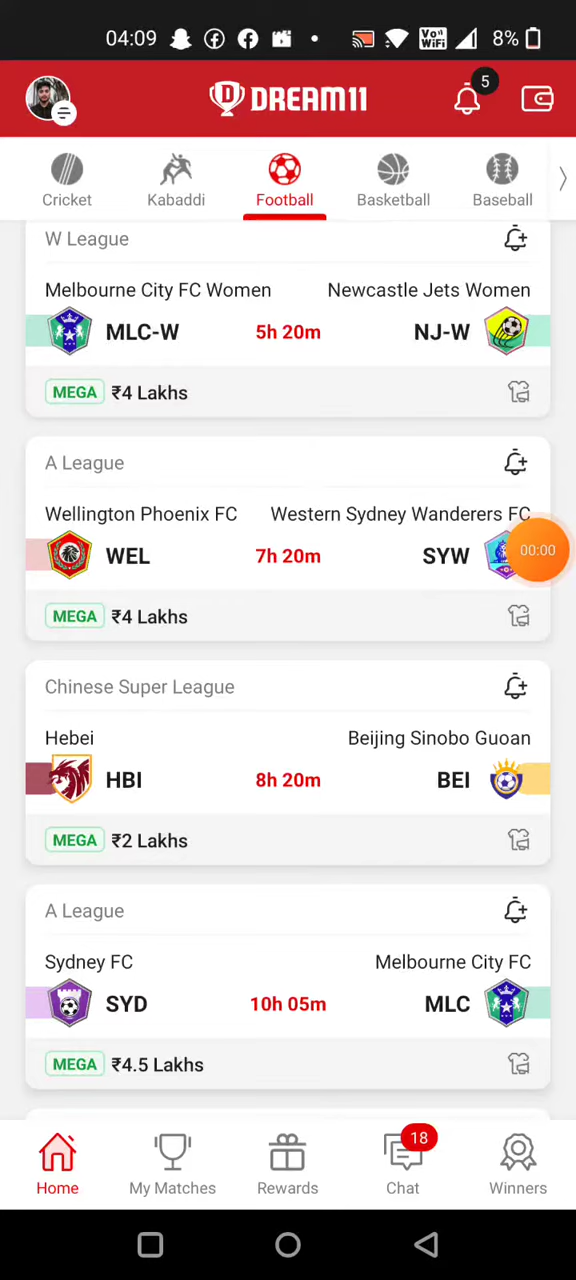 04:09
Vo)) WiFi
8%
DREAM11
5
Cricket
Kabaddi
Football
Basketball
Baseball
W League
Melbourne City FC Women
Newcastle Jets Women
MLC-W
5h 20m
NJ-W
MEGA ₹4 Lakhs
A League
Wellington Phoenix FC
Western Sydney Wanderers FC
WEL
7h 20m
SYW
00:00
MEGA ₹4 Lakhs
Chinese Super League
Hebei
Beijing Sinobo Guoan
HBI
8h 20m
BEI
MEGA ₹2 Lakhs
A League
Sydney FC
Melbourne City FC
SYD
10h 05m
MLC
MEGA ₹4.5 Lakhs
18
Home
My Matches
Rewards
Chat
Winners